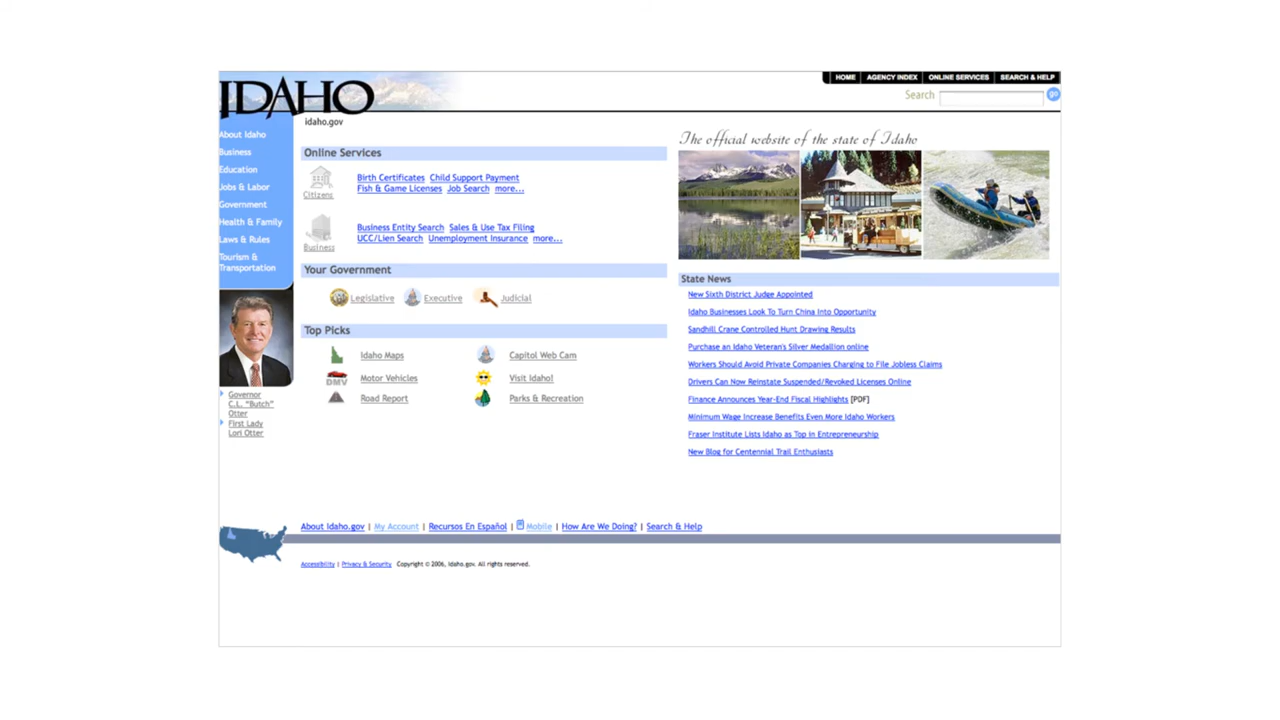 IDAHO
HOME
AGENCY INDEX
ONLINE SERVICES
SEARCH & HELP
Search
go
idaho.gov
About Idaho
Business
Education
Jobs & Labor
Government
Health & Family
Laws & Rules
Tourism &
Transportation
Governor
C.L. "Butch"
Otter
First Lady
Lori Otter
Online Services
Citizens
Birth Certificates Child Support Payment
Fish & Game Licenses Job Search more...
Business
Business Entity Search Sales & Use Tax Filing
UCC/Lien Search Unemployment Insurance more...
Your Government
Legislative
Executive
Judicial
Top Picks
Idaho Maps
Capitol Web Cam
DMV
Motor Vehicles
Visit Idaho!
Road Report
Parks & Recreation
The official website of the state of Idaho
State News
New Sixth District Judge Appointed
Idaho Businesses Look To Turn China Into Opportunity
Sandhill Crane Controlled Hunt Drawing Results
Purchase an Idaho Veteran's Silver Medallion online
Workers Should Avoid Private Companies Charging to File Jobless Claims
Drivers Can Now Reinstate Suspended/Revoked Licenses Online
Finance Announces Year-End Fiscal Highlights [PDF]
Minimum Wage Increase Benefits Even More Idaho Workers
Fraser Institute Lists Idaho as Top in Entrepreneurship
New Blog for Centennial Trail Enthusiasts
About Idaho.gov | My Account | Recursos En Español | Mobile | How Are We Doing? | Search & Help
Accessibility | Privacy & Security Copyright © 2006, Idaho.gov. All rights reserved.